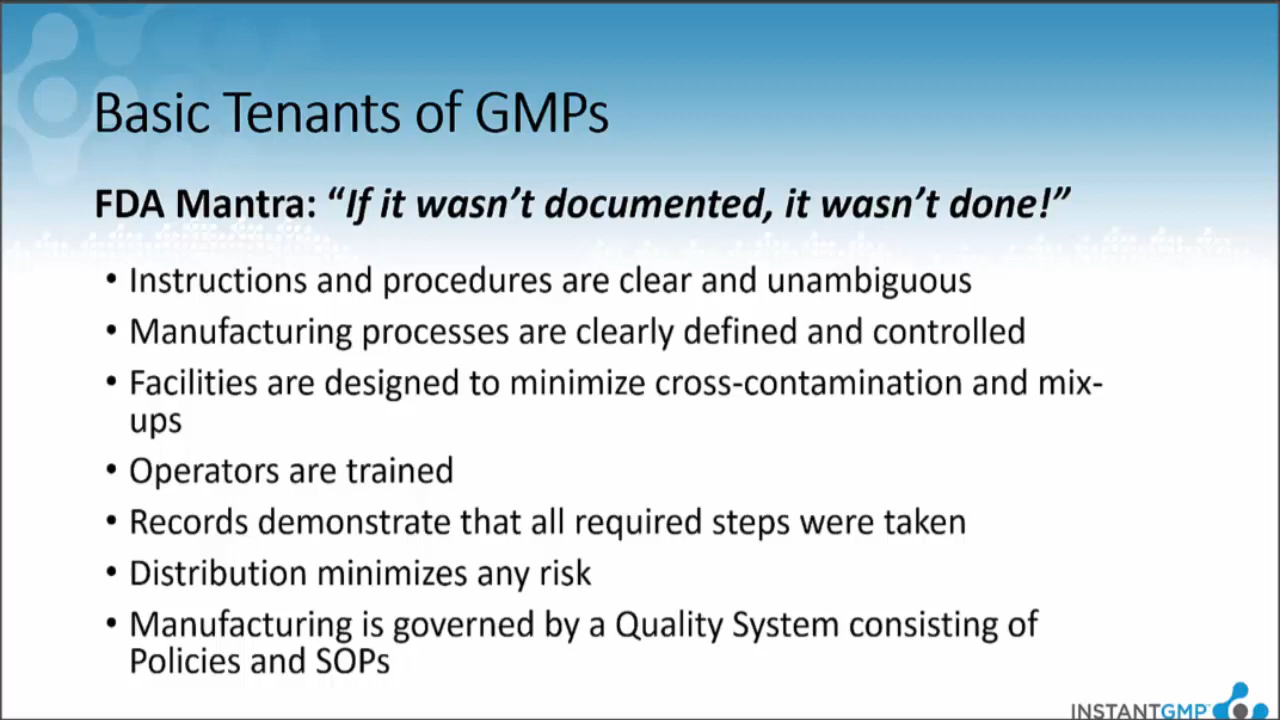 Basic Tenants of GMPs
FDA Mantra: “If it wasn’t documented, it wasn’t done!”
• Instructions and procedures are clear and unambiguous
• Manufacturing processes are clearly defined and controlled
• Facilities are designed to minimize cross-contamination and mix-
ups
• Operators are trained
• Records demonstrate that all required steps were taken
• Distribution minimizes any risk
• Manufacturing is governed by a Quality System consisting of
Policies and SOPs
INSTANTGMP